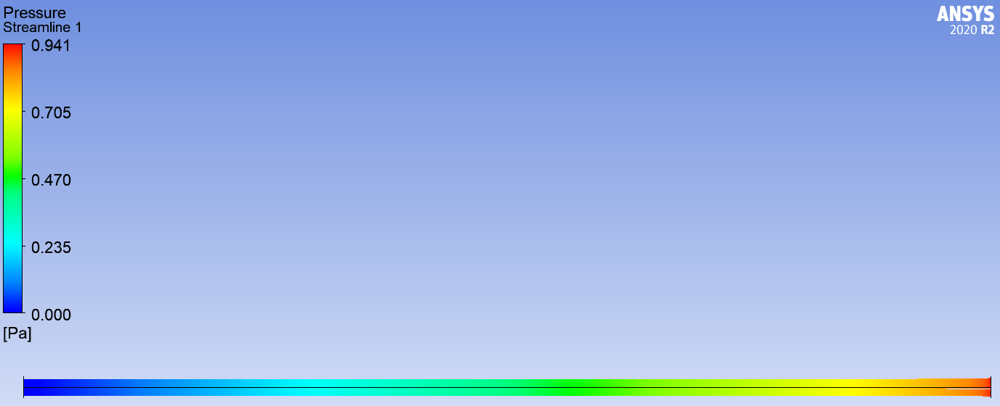 Pressure
Streamline 1
0.941
0.705
0.470
0.235
0.000
[Pa]
ANSYS
2020 R2